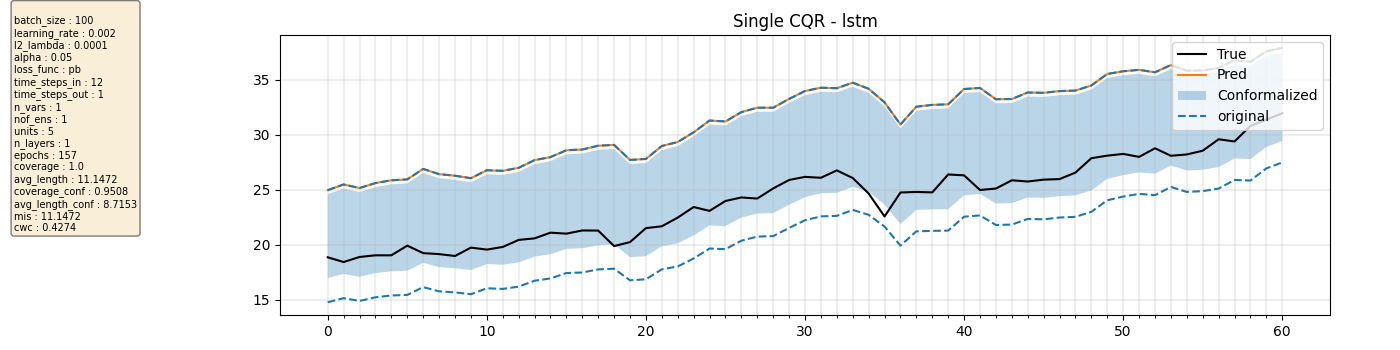 batch_size : 100
learning_rate : 0.002
l2_lambda : 0.0001
alpha : 0.05
loss_func : pb
time_steps_in : 12
time_steps_out : 1
n_vars : 1
nof_ens : 1
units : 5
n_layers : 1
epochs : 157
coverage : 1.0
avg_length : 11.1472
coverage_conf : 0.9508
avg_length_conf : 8.7153
mis : 11.1472
cwc : 0.4274
Single CQR - lstm
True
Pred
Conformalized
original
35
30
25
20
15
0 10 20 30 40 50 60